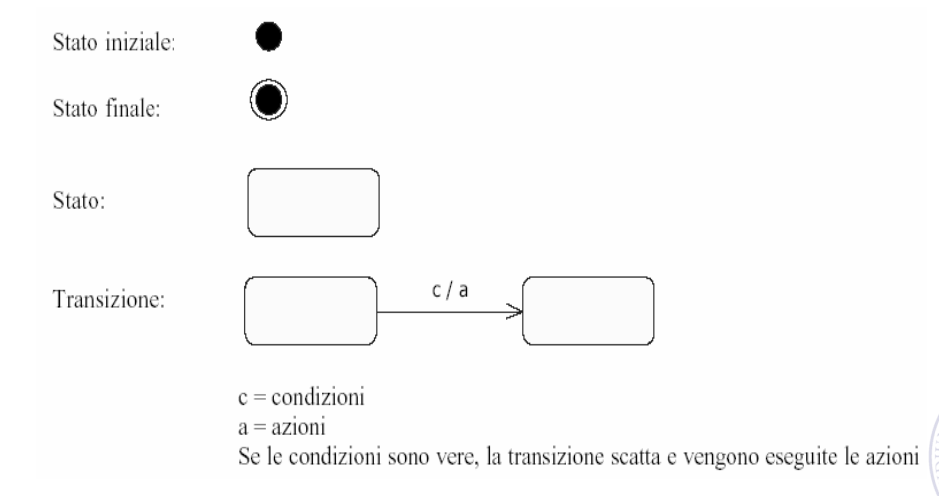 Stato iniziale:
Stato finale:
Stato:
Transizione:
c / a
c = condizioni
a = azioni
Se le condizioni sono vere, la transizione scatta e vengono eseguite le azioni